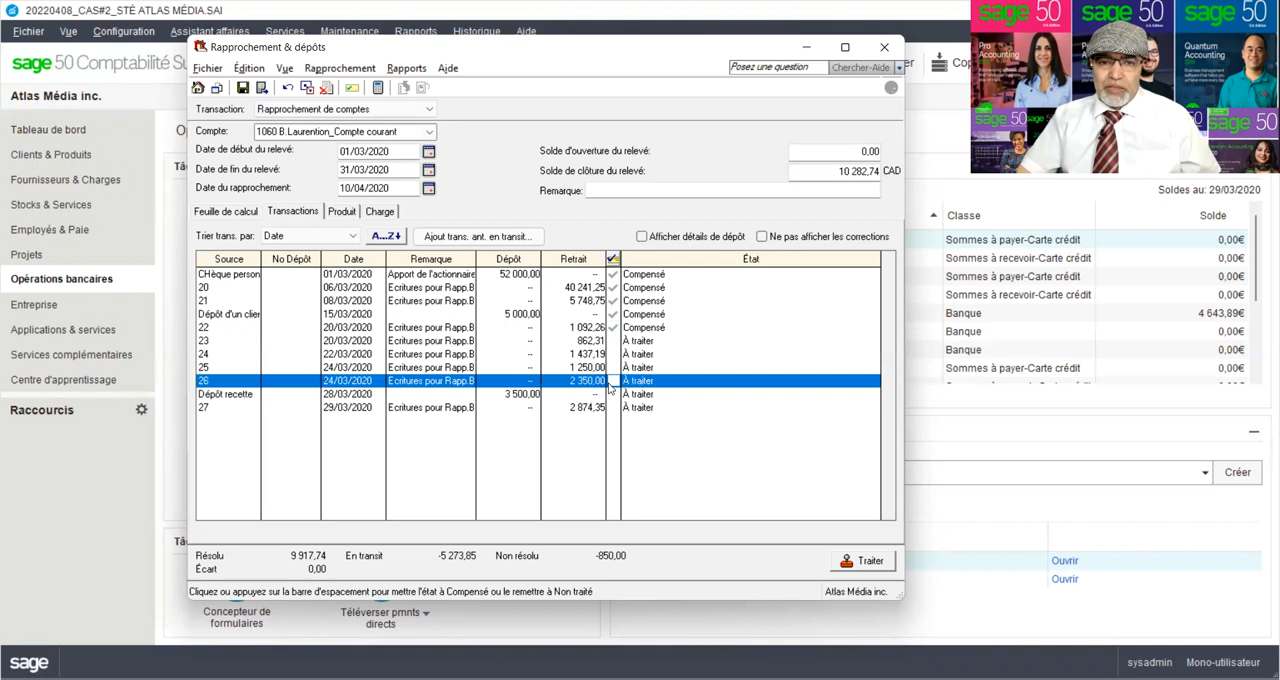 20220408_CAS#2_STÉ ATLAS MÉDIA.SAI
Fichier Vue Configuration Assistant affaires Services Maintenance Rapports Historique Aide
sage 50 Comptabilité
Atlas Média inc.
Tableau de bord
Clients & Produits
Fournisseurs & Charges
Stocks & Services
Employés & Paie
Projets
Opérations bancaires
Entreprise
Applications & services
Services complémentaires
Centre d'apprentissage
Raccourcis
Rapprochement & dépôts
Fichier Édition Vue Rapprochement Rapports Aide
Posez une question Chercher-Aide
Transaction: Rapprochement de comptes
Compte: 1060 B.Laurention_Compte courant
Date de début du relevé: 01/03/2020 Solde d'ouverture du relevé: 0,00
Date de fin du relevé: 31/03/2020 Solde de clôture du relevé: 10 282,74 CAD
Date du rapprochement: 10/04/2020 Remarque:
Feuille de calcul Transactions Produit Charge
Trier trans. par: Date A...Z Ajout trans. ant. en transit... Afficher détails de dépôt Ne pas afficher les corrections
Source No Dépôt Date Remarque Dépôt Retrait État
CHèque person 01/03/2020 Apport de l'actionnaire 52 000,00 -- Compensé
20 06/03/2020 Ecritures pour Rapp.B -- 40 241,25 Compensé
21 08/03/2020 Ecritures pour Rapp.B -- 5 748,75 Compensé
Dépôt d'un clier 15/03/2020 5 000,00 -- Compensé
22 20/03/2020 Ecritures pour Rapp.B -- 1 092,26 Compensé
23 20/03/2020 Ecritures pour Rapp.B -- 862,31 À traiter
24 22/03/2020 Ecritures pour Rapp.B -- 1 437,19 À traiter
25 24/03/2020 Ecritures pour Rapp.B -- 1 250,00 À traiter
26 24/03/2020 Ecritures pour Rapp.B -- 2 350,00 À traiter
Dépôt recette 28/03/2020 3 500,00 -- À traiter
27 29/03/2020 Ecritures pour Rapp.B -- 2 874,35 À traiter
Résolu 9 917,74 En transit -5 273,85 Non résolu -850,00
Écart 0,00
Traiter
Cliquez ou appuyez sur la barre d'espacement pour mettre l'état à Compensé ou le remettre à Non traité Atlas Média inc.
Concepteur de formulaires
Téléverser pmnts directs
sage 50
sage 50
sage 50
Pro Accounting
Quantum Accounting
Soldes au: 29/03/2020
Classe Solde
Sommes à payer-Carte crédit 0,00€
Sommes à recevoir-Carte crédit 0,00€
Sommes à payer-Carte crédit 0,00€
Sommes à recevoir-Carte crédit 0,00€
Banque 4 643,89€
Banque 0,00€
Banque 0,00€
Sommes à payer-Carte crédit 0,00€
Créer
Ouvrir
Ouvrir
sage
sysadmin Mono-utilisateur